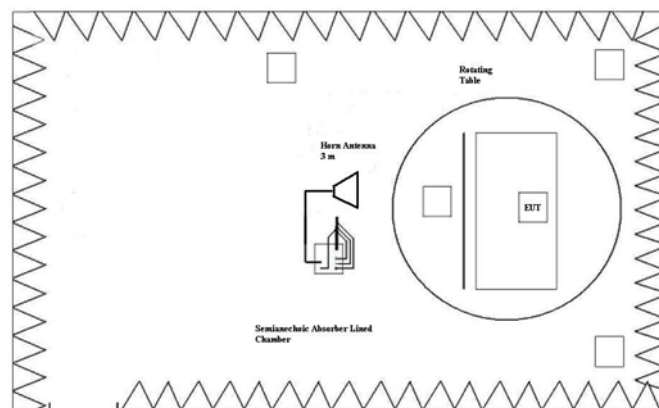 Rotating
Table
Horn Antenna
3 m
EUT
Semianechoic Absorber Lined
Chamber